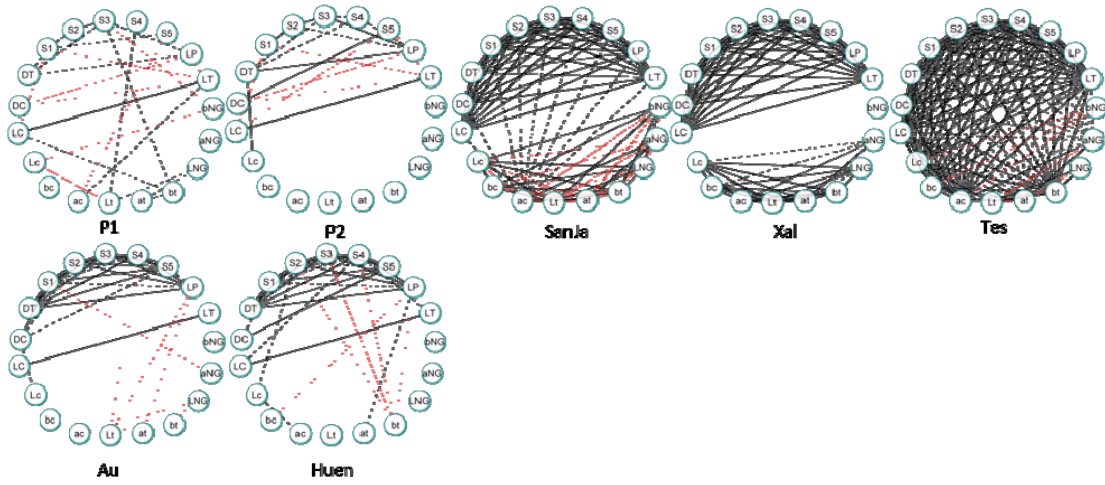 S3 S4 S2 S5 S1 LP DT LT DC bNG LC aNG Lc LNG bc bt ac Lt at
P1
S3 S4 S2 S5 S1 LP DT LT DC bNG LC aNG Lc LNG bc bt ac Lt at
P2
S3 S4 S2 S5 S1 LP DT LT DC bNG LC aNG Lc LNG bc bt ac Lt at
SanJa
S3 S4 S2 S5 S1 LP DT LT DC bNG LC aNG Lc LNG bc bt ac Lt at
Xal
S3 S4 S2 S5 S1 LP DT LT DC bNG LC aNG Lc LNG bc bt ac Lt at
Tes
S3 S4 S2 S5 S1 LP DT LT DC bNG LC aNG Lc LNG bc bt ac Lt at
Au
S3 S4 S2 S5 S1 LP DT LT DC bNG LC aNG Lc LNG bc bt ac Lt at
Huen